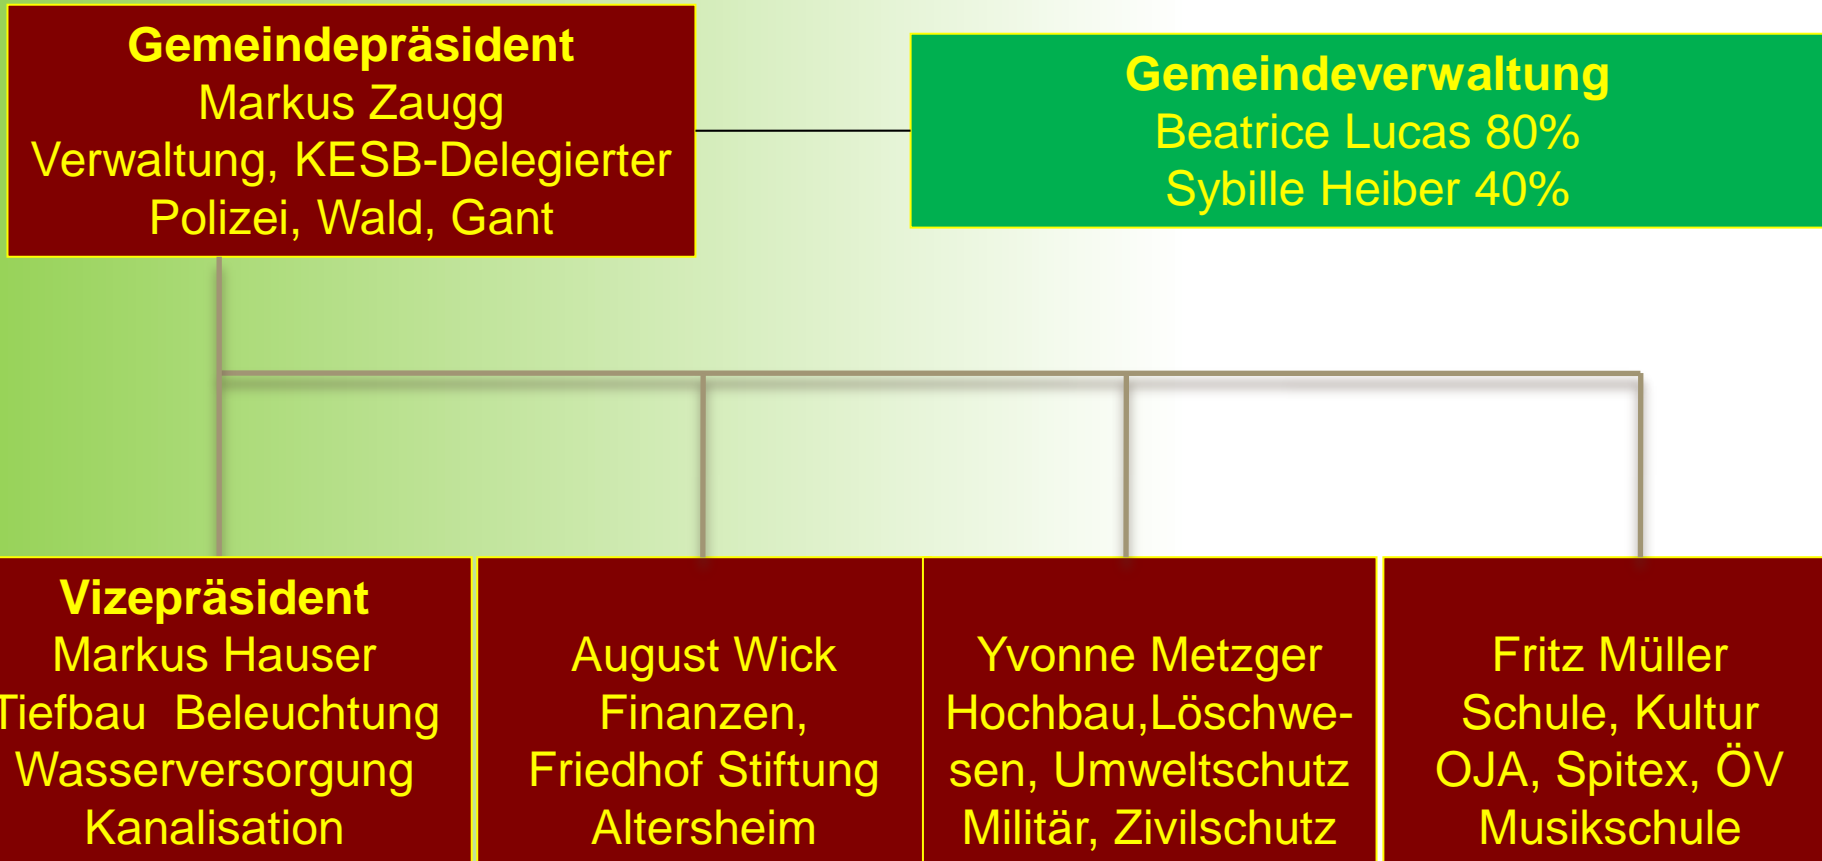 Gemeindepräsident
Markus Zaugg
Verwaltung, KESB-Delegierter
Polizei, Wald, Gant
Gemeindeverwaltung
Beatrice Lucas 80%
Sybille Heiber 40%
Vizepräsident
Markus Hauser
Tiefbau  Beleuchtung
Wasserversorgung
Kanalisation
August Wick
Finanzen,
Friedhof Stiftung
Altersheim
Yvonne Metzger
Hochbau,Löschwe-
sen, Umweltschutz
Militär, Zivilschutz
Fritz Müller
Schule, Kultur
OJA, Spitex, ÖV
Musikschule